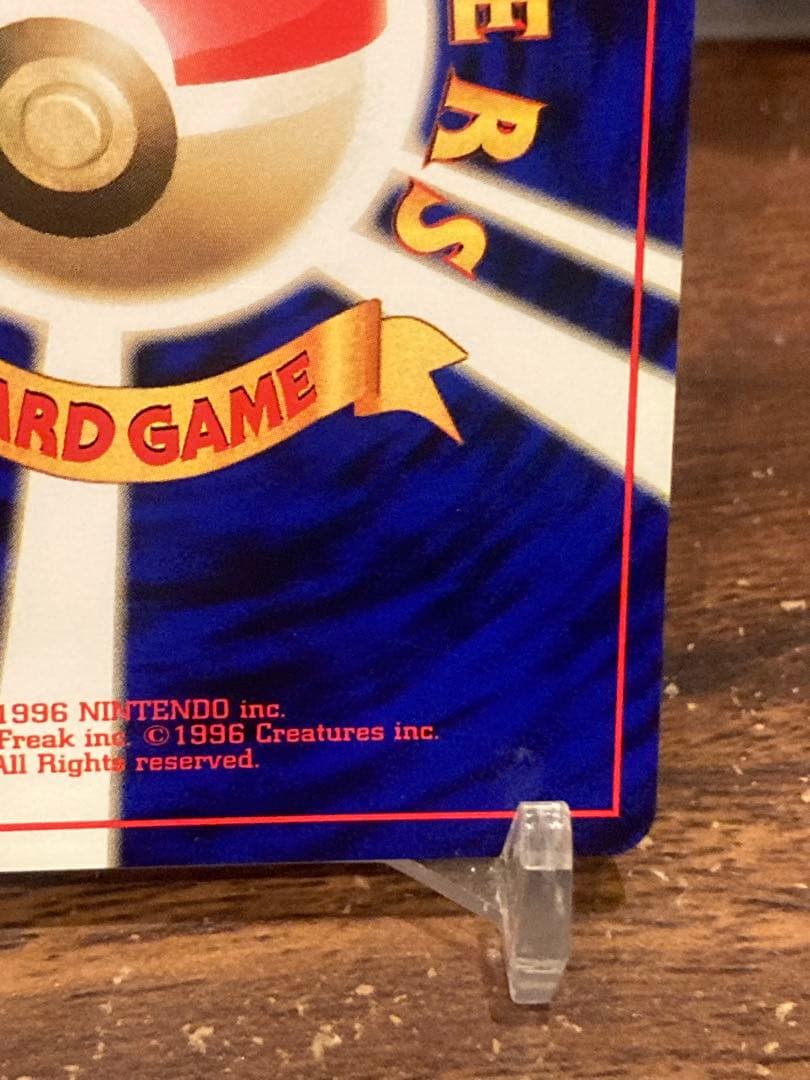 ERS
ARD GAME
1996 NINTENDO inc.
Freak inc. ©1996 Creatures inc.
All Rights reserved.